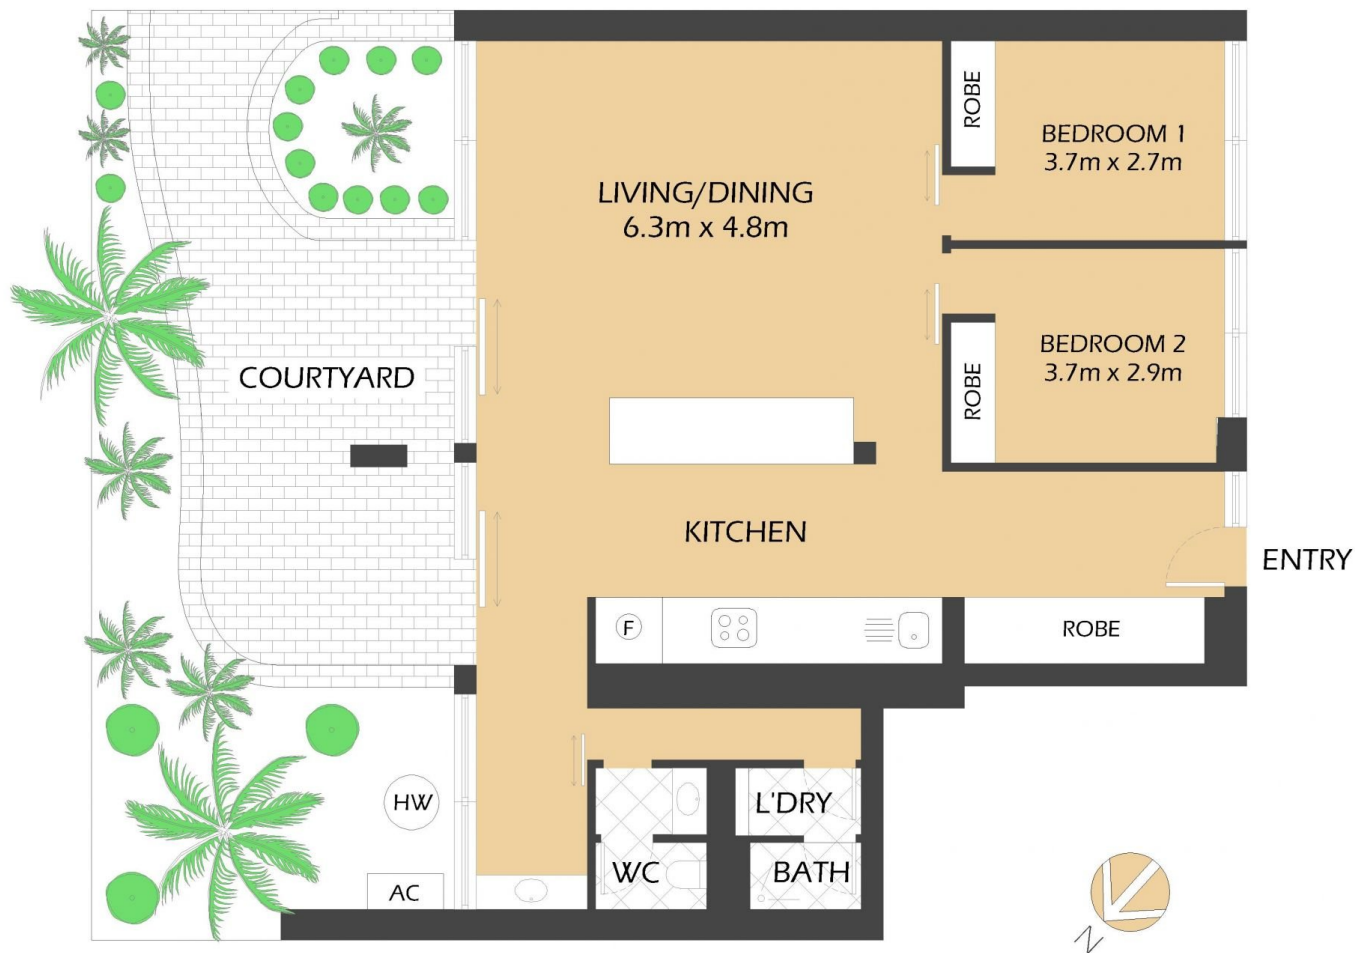 ROBE
BEDROOM 1
3.7m x 2.7m
LIVING/DINING
6.3m x 4.8m
COURTYARD
ROBE
BEDROOM 2
3.7m x 2.9m
KITCHEN
ENTRY
F
ROBE
HW
L'DRY
WC
BATH
AC
N